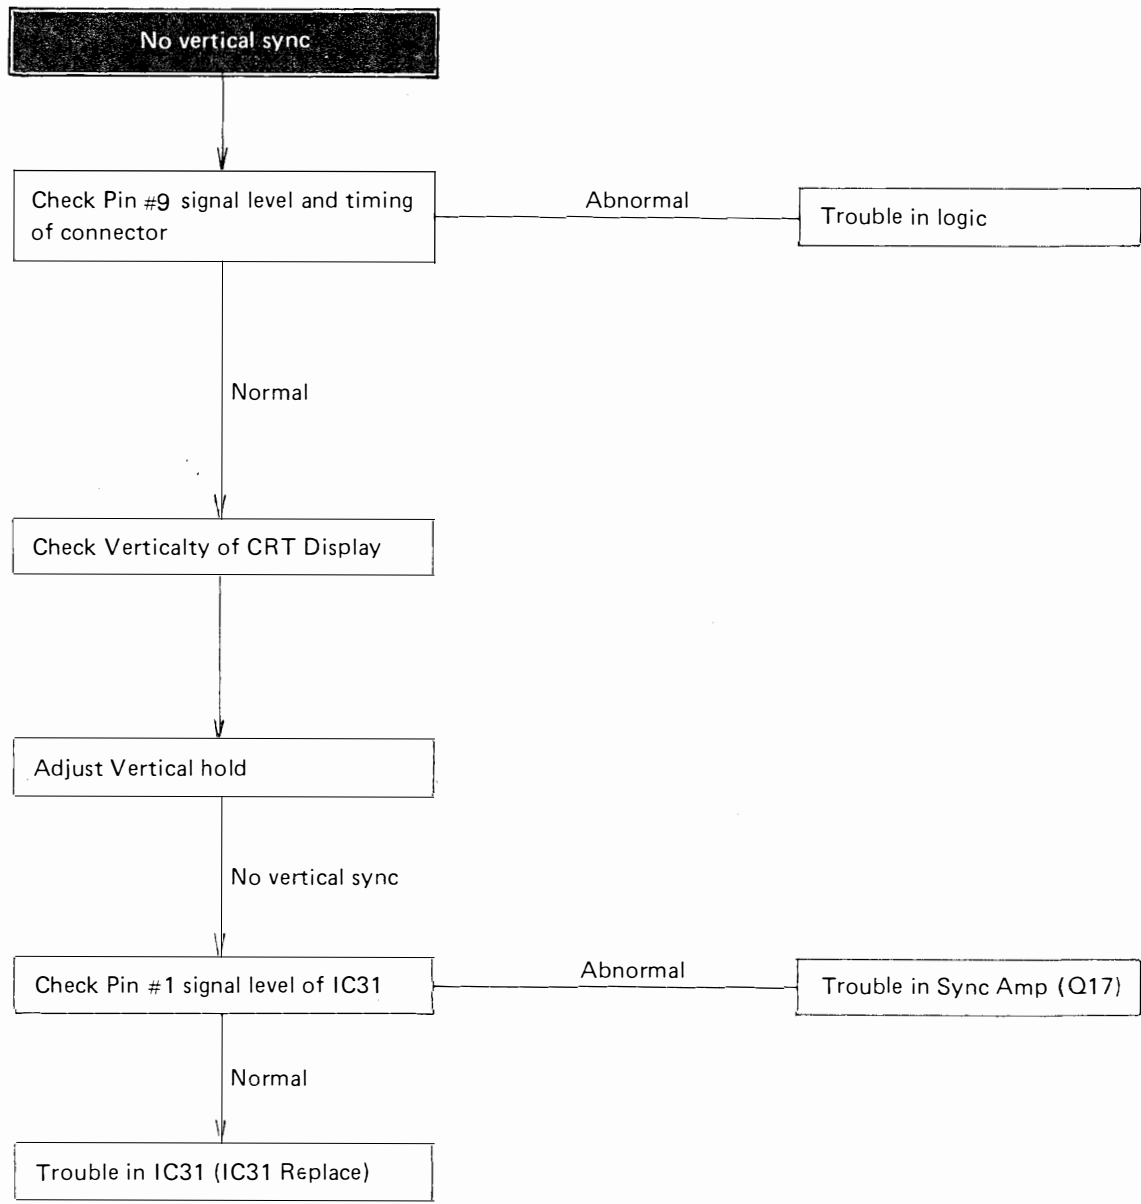 No vertical sync
Check Pin #9 signal level and timing
of connector
Abnormal
Trouble in logic
Normal
Check Verticalty of CRT Display
Adjust Vertical hold
No vertical sync
Check Pin #1 signal level of IC31
Abnormal
Trouble in Sync Amp (Q17)
Normal
Trouble in IC31 (IC31 Replace)